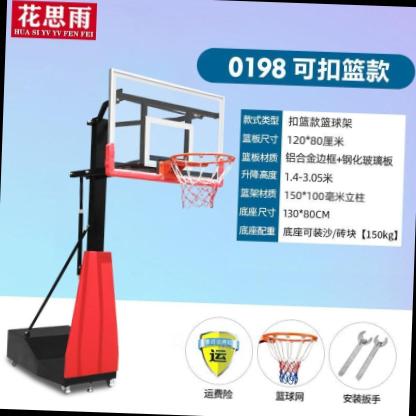 花思雨
HUA SI YV YV FEN FEI
0198 可扣篮款
款式类型 扣篮款篮球架
篮板尺寸 120*80厘米
篮板材质 铝合金边框+钢化玻璃板
升降高度 1.4-3.05米
篮架材质 150*100毫米立柱
底座尺寸 130*80CM
底座配重 底座可装沙/砖块【150kg】
运
运费险
篮球网
安装扳手